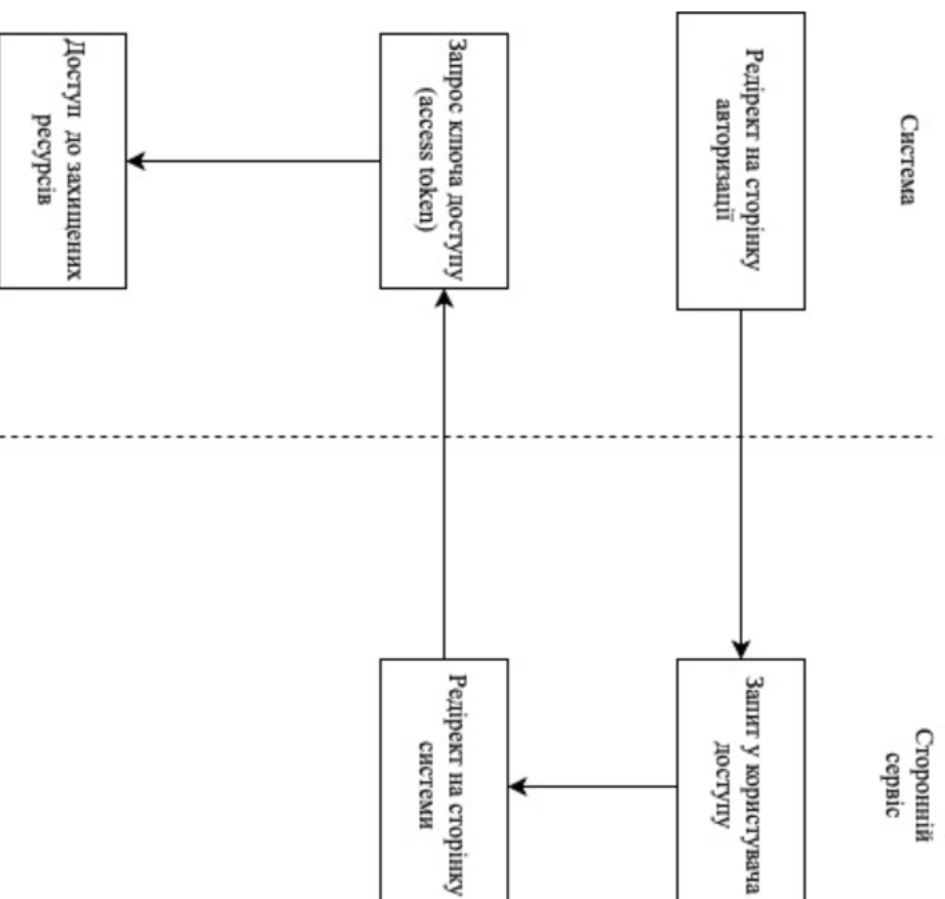 Система
Сторонній
сервіс
Редірект на сторінку
авторизації
Запит у користувача
доступу
Запрос ключа доступу
(access token)
Редірект на сторінку
системи
Доступ до захищених
ресурсів